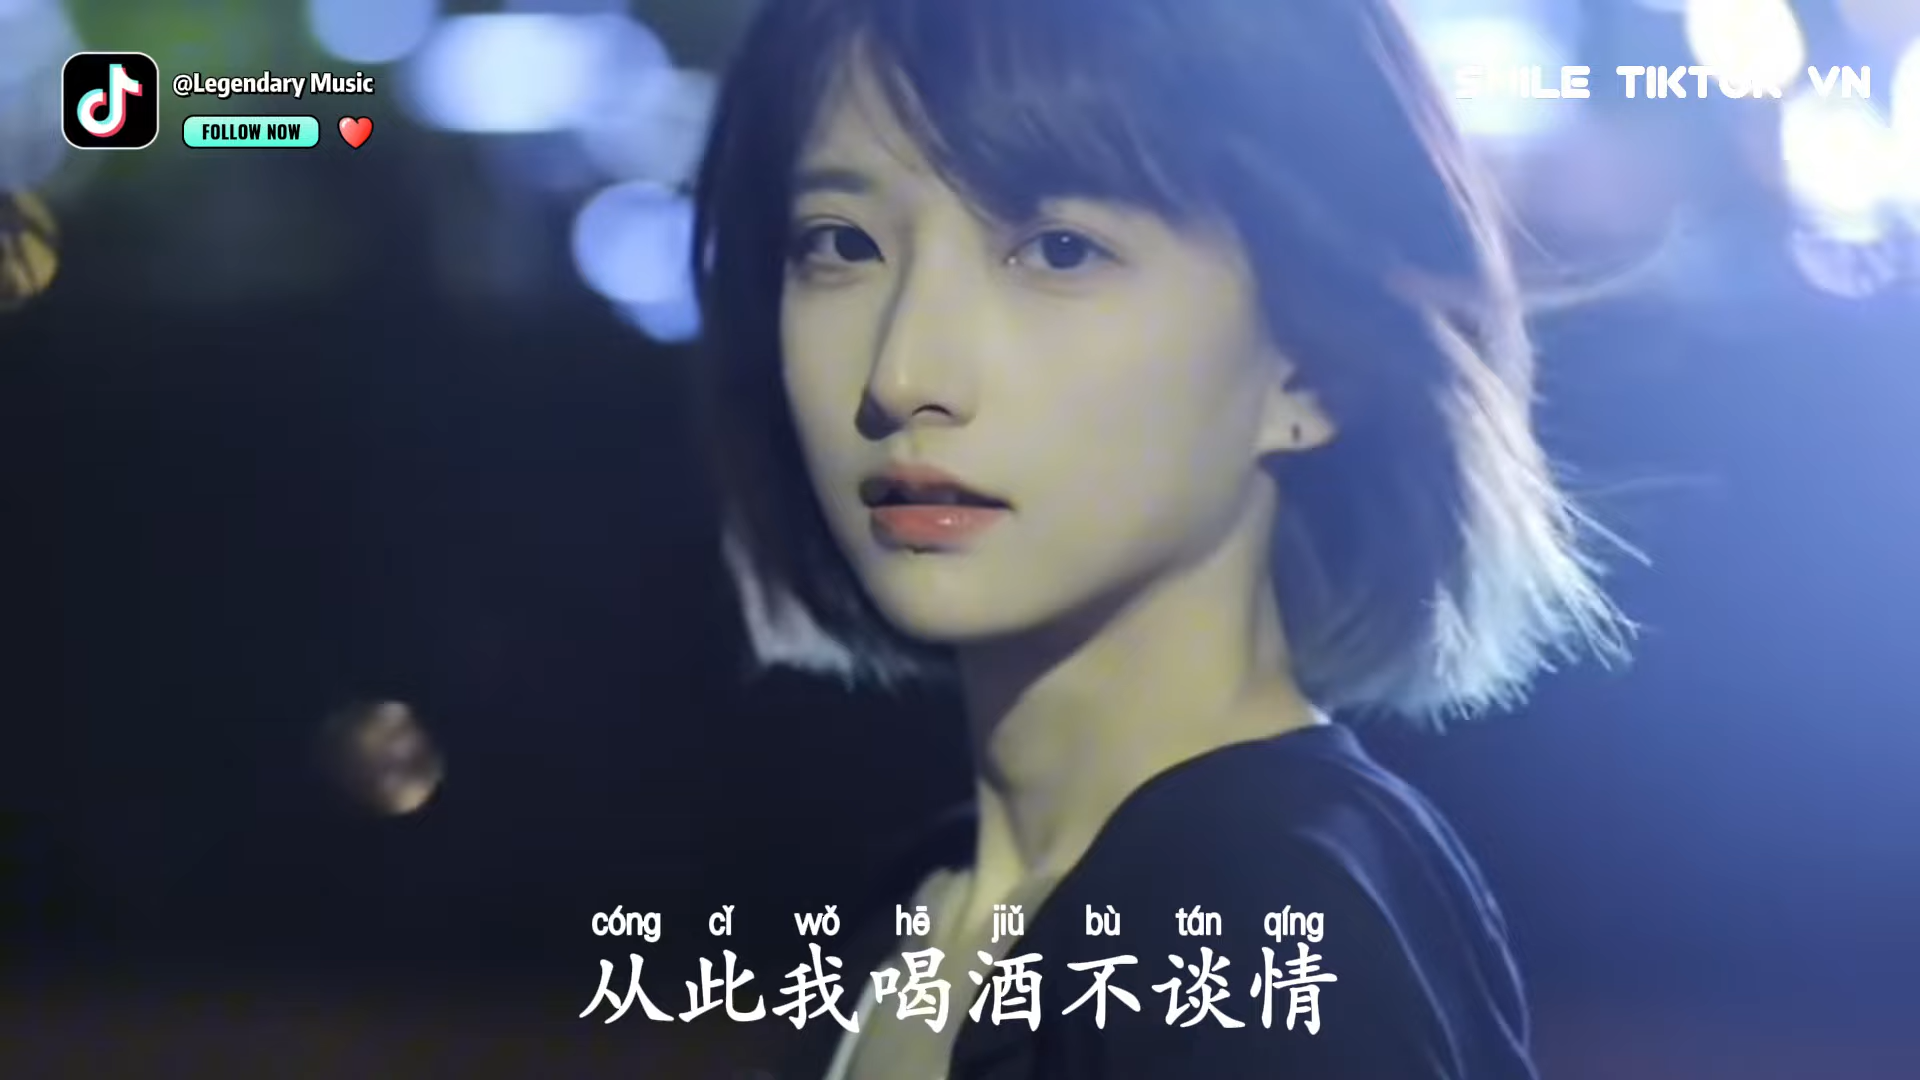 @Legendary Music
FOLLOW NOW
SMILE TIKTOK VN
cóng cǐ wǒ hē jiǔ bù tán qíng
从此我喝酒不谈情